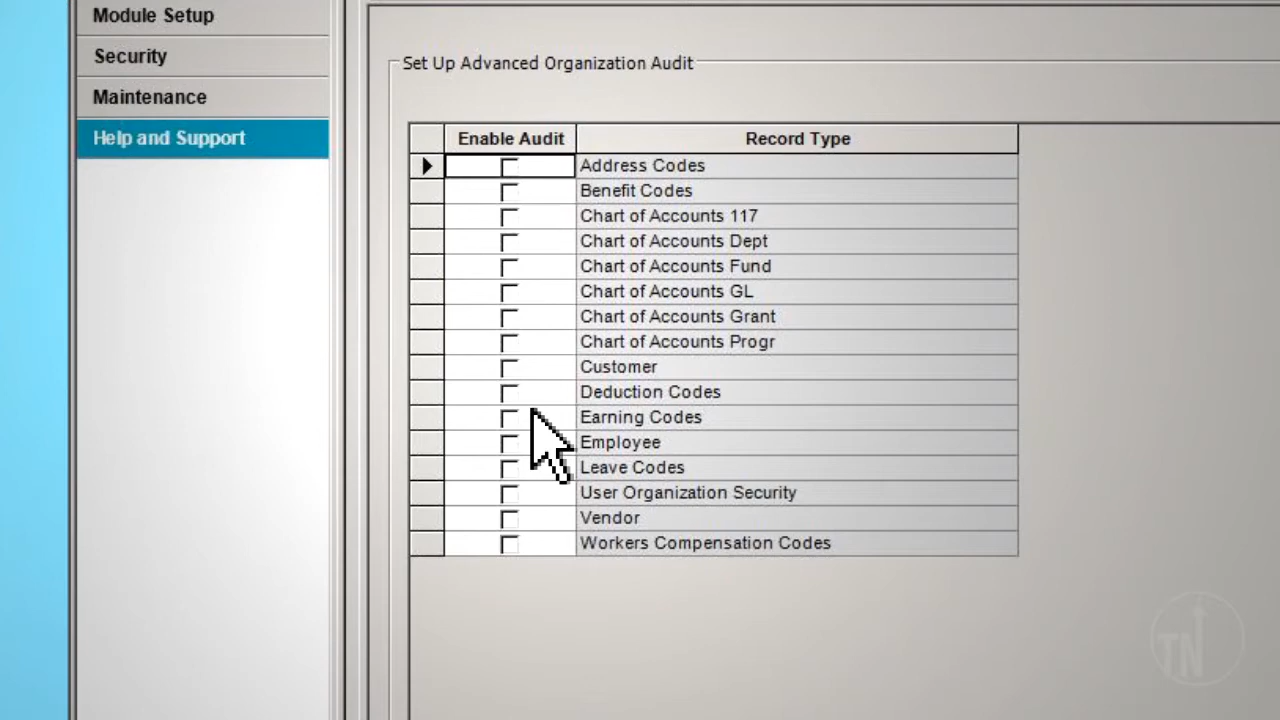 Module Setup
Security
Maintenance
Help and Support
Set Up Advanced Organization Audit
Enable Audit Record Type
Address Codes
Benefit Codes
Chart of Accounts 117
Chart of Accounts Dept
Chart of Accounts Fund
Chart of Accounts GL
Chart of Accounts Grant
Chart of Accounts Progr
Customer
Deduction Codes
Earning Codes
Employee
Leave Codes
User Organization Security
Vendor
Workers Compensation Codes
TN